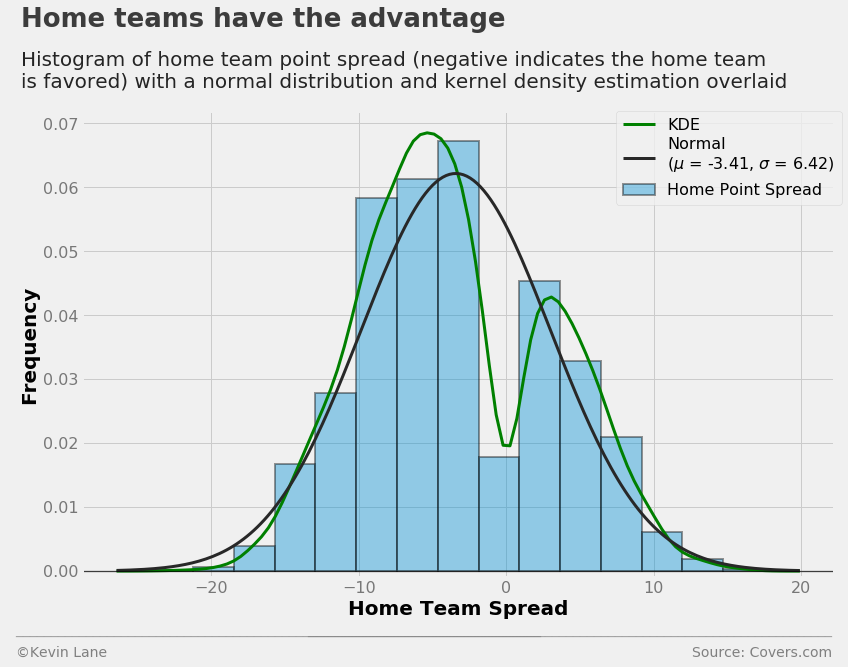 Home teams have the advantage
Histogram of home team point spread (negative indicates the home team
is favored) with a normal distribution and kernel density estimation overlaid
KDE
Normal
(μ = -3.41, σ = 6.42)
Home Point Spread
Frequency
0.07
0.06
0.05
0.04
0.03
0.02
0.01
0.00
−20 −10 0 10 20
Home Team Spread
©Kevin Lane Source: Covers.com